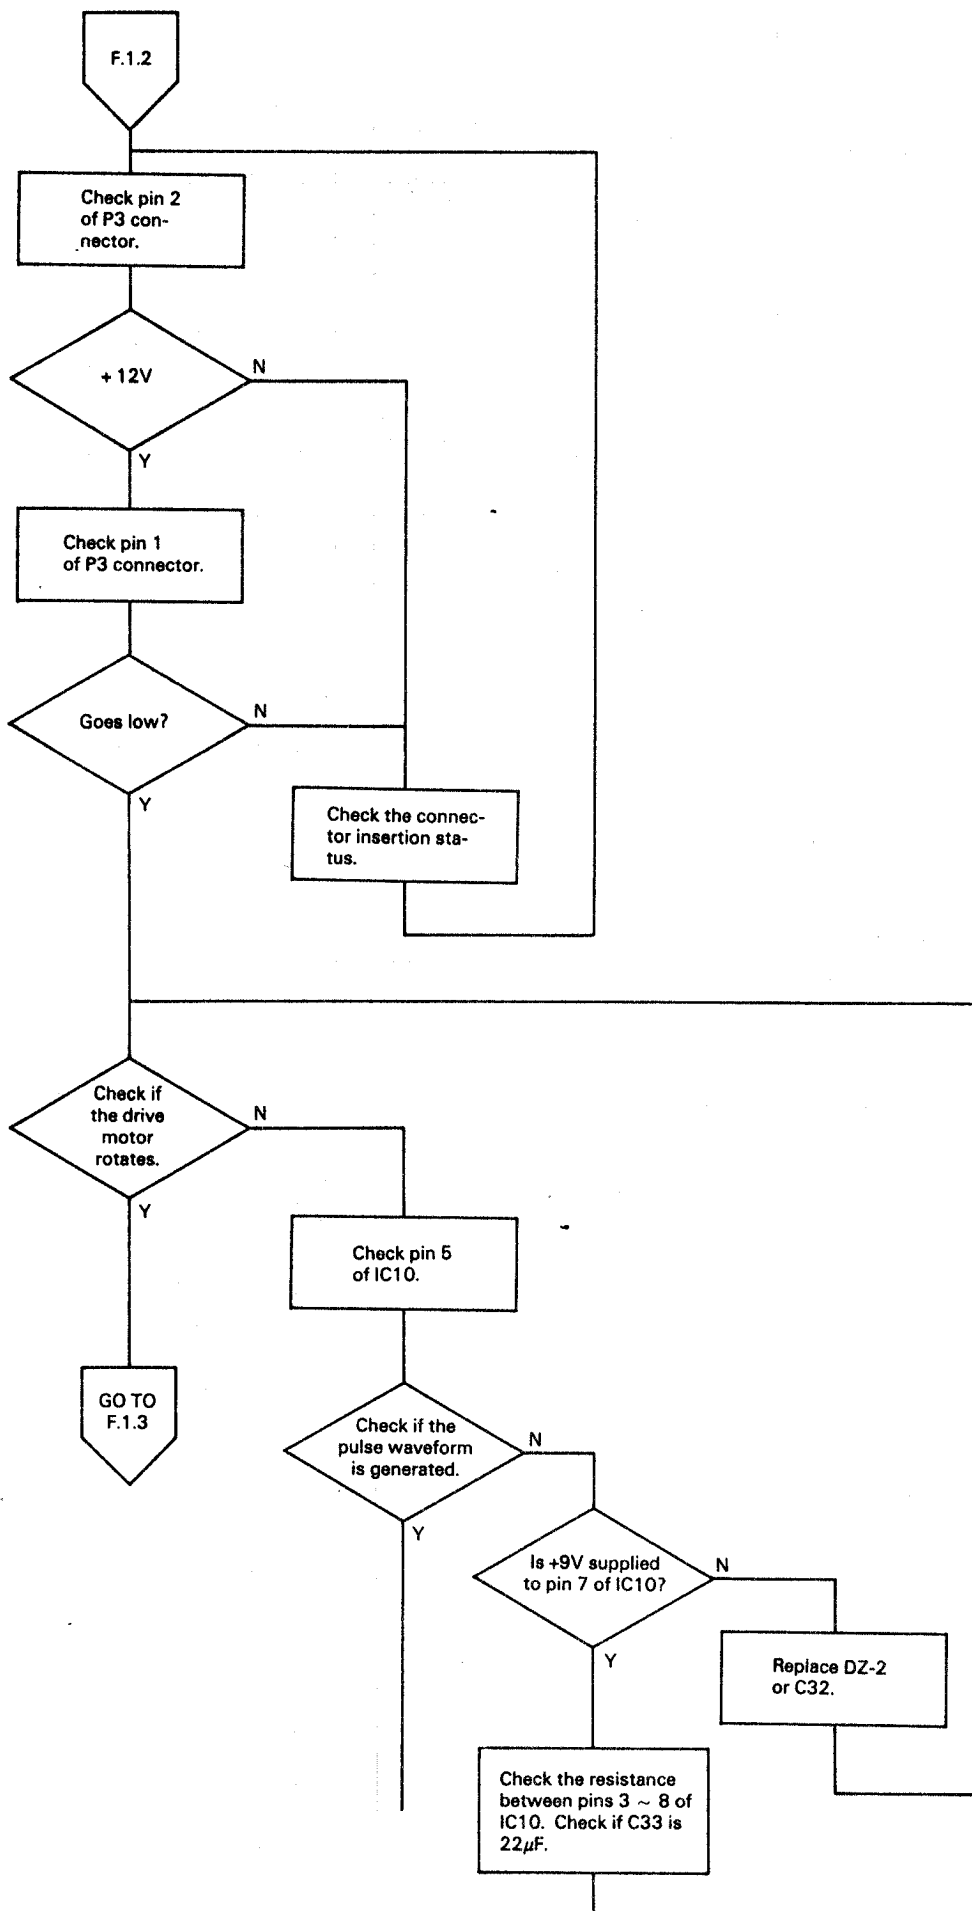 F.1.2
Check pin 2
of P3 con-
nector.
+ 12V
N
Y
Check pin 1
of P3 connector.
Goes low?
N
Y
Check the connec-
tor insertion sta-
tus.
Check if
the drive
motor
rotates.
N
Y
Check pin 5
of IC10.
GO TO
F.1.3
Check if the
pulse waveform
is generated.
N
Y
Is +9V supplied
to pin 7 of IC10?
N
Y
Replace DZ-2
or C32.
Check the resistance
between pins 3 ~ 8 of
IC10. Check if C33 is
22µF.